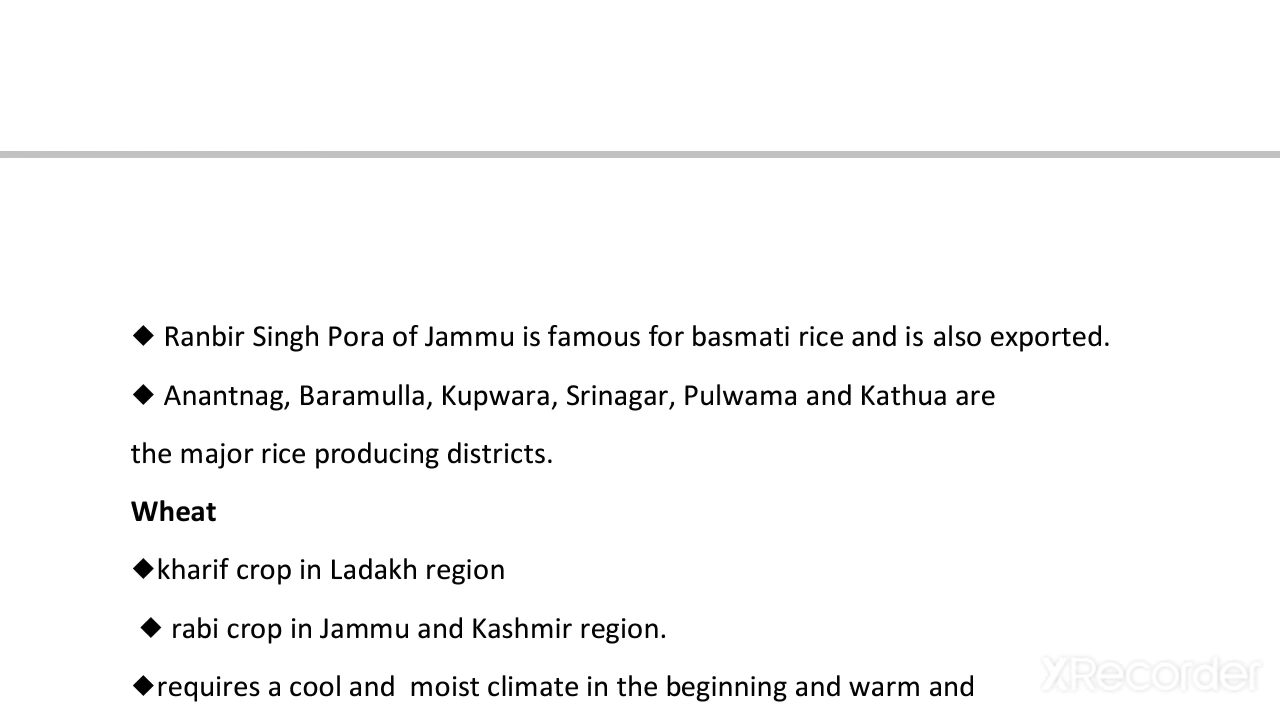 ◆ Ranbir Singh Pora of Jammu is famous for basmati rice and is also exported.
◆ Anantnag, Baramulla, Kupwara, Srinagar, Pulwama and Kathua are
the major rice producing districts.
Wheat
◆kharif crop in Ladakh region
◆ rabi crop in Jammu and Kashmir region.
◆requires a cool and  moist climate in the beginning and warm and
XRecorder